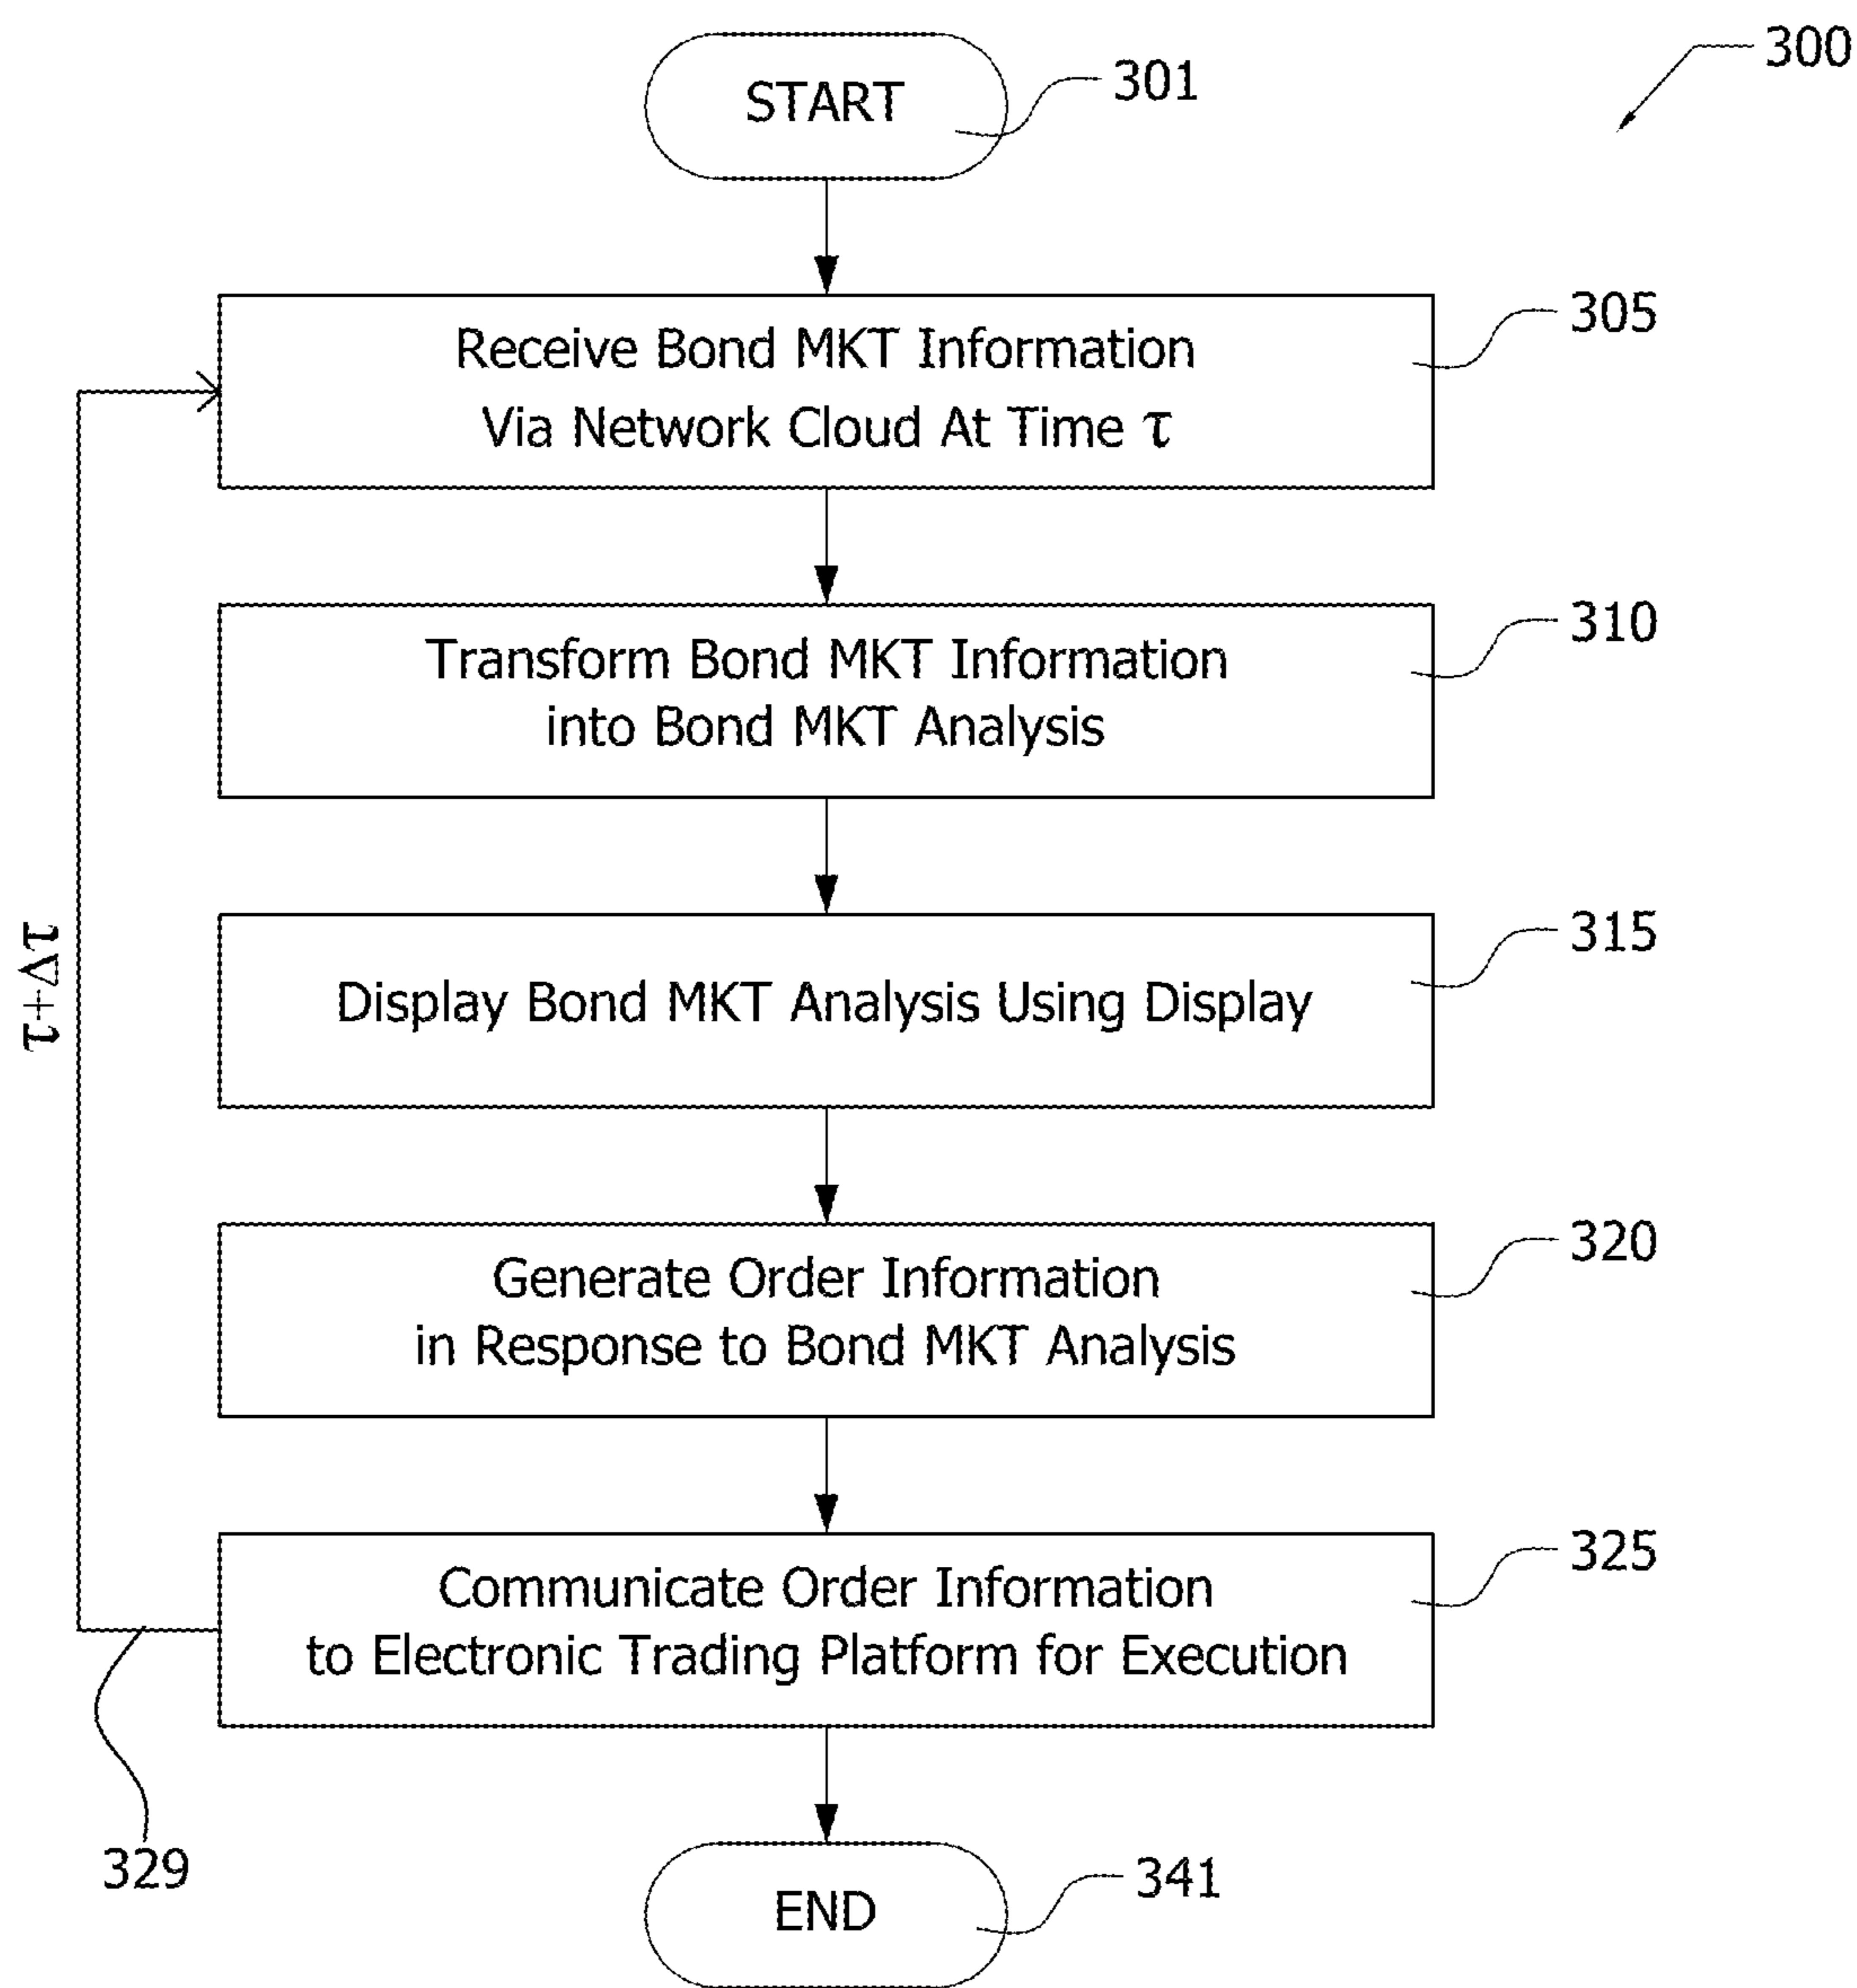 300
START
301
Receive Bond MKT Information
Via Network Cloud At Time τ
305
Transform Bond MKT Information
into Bond MKT Analysis
310
Display Bond MKT Analysis Using Display
315
τ+Δτ
Generate Order Information
in Response to Bond MKT Analysis
320
Communicate Order Information
to Electronic Trading Platform for Execution
325
329
END
341